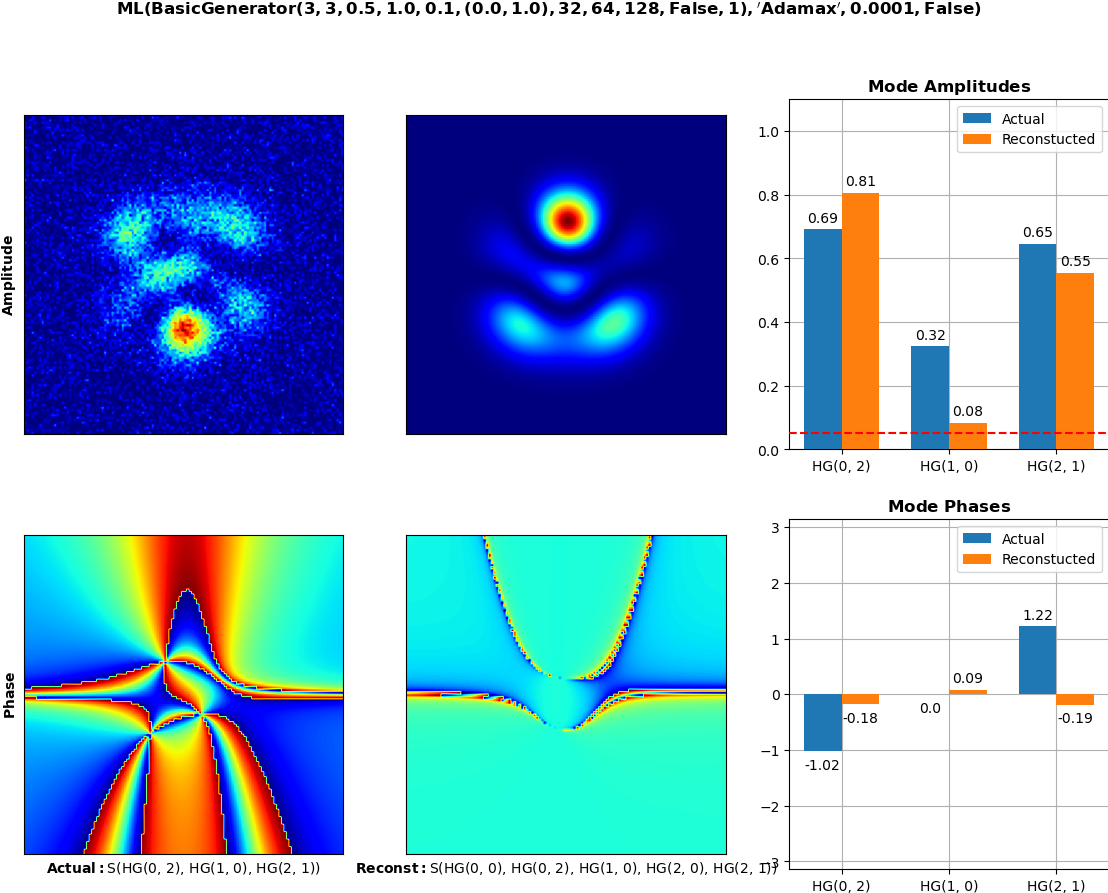 ML(BasicGenerator(3, 3, 0.5, 1.0, 0.1, (0.0, 1.0), 32, 64, 128, False, 1), ′Adamax′, 0.0001, False)
Amplitude
Mode Amplitudes
Actual
Reconstucted
1.0
0.8
0.6
0.4
0.2
0.0
0.69
0.81
0.32
0.08
0.65
0.55
HG(0, 2)
HG(1, 0)
HG(2, 1)
Phase
Mode Phases
Actual
Reconstucted
3
2
1
0
−1
−2
−3
-1.02
-0.18
0.0
0.09
1.22
-0.19
HG(0, 2)
HG(1, 0)
HG(2, 1)
Actual: S(HG(0, 2), HG(1, 0), HG(2, 1))
Reconst: S(HG(0, 0), HG(0, 2), HG(1, 0), HG(2, 0), HG(2, 1))